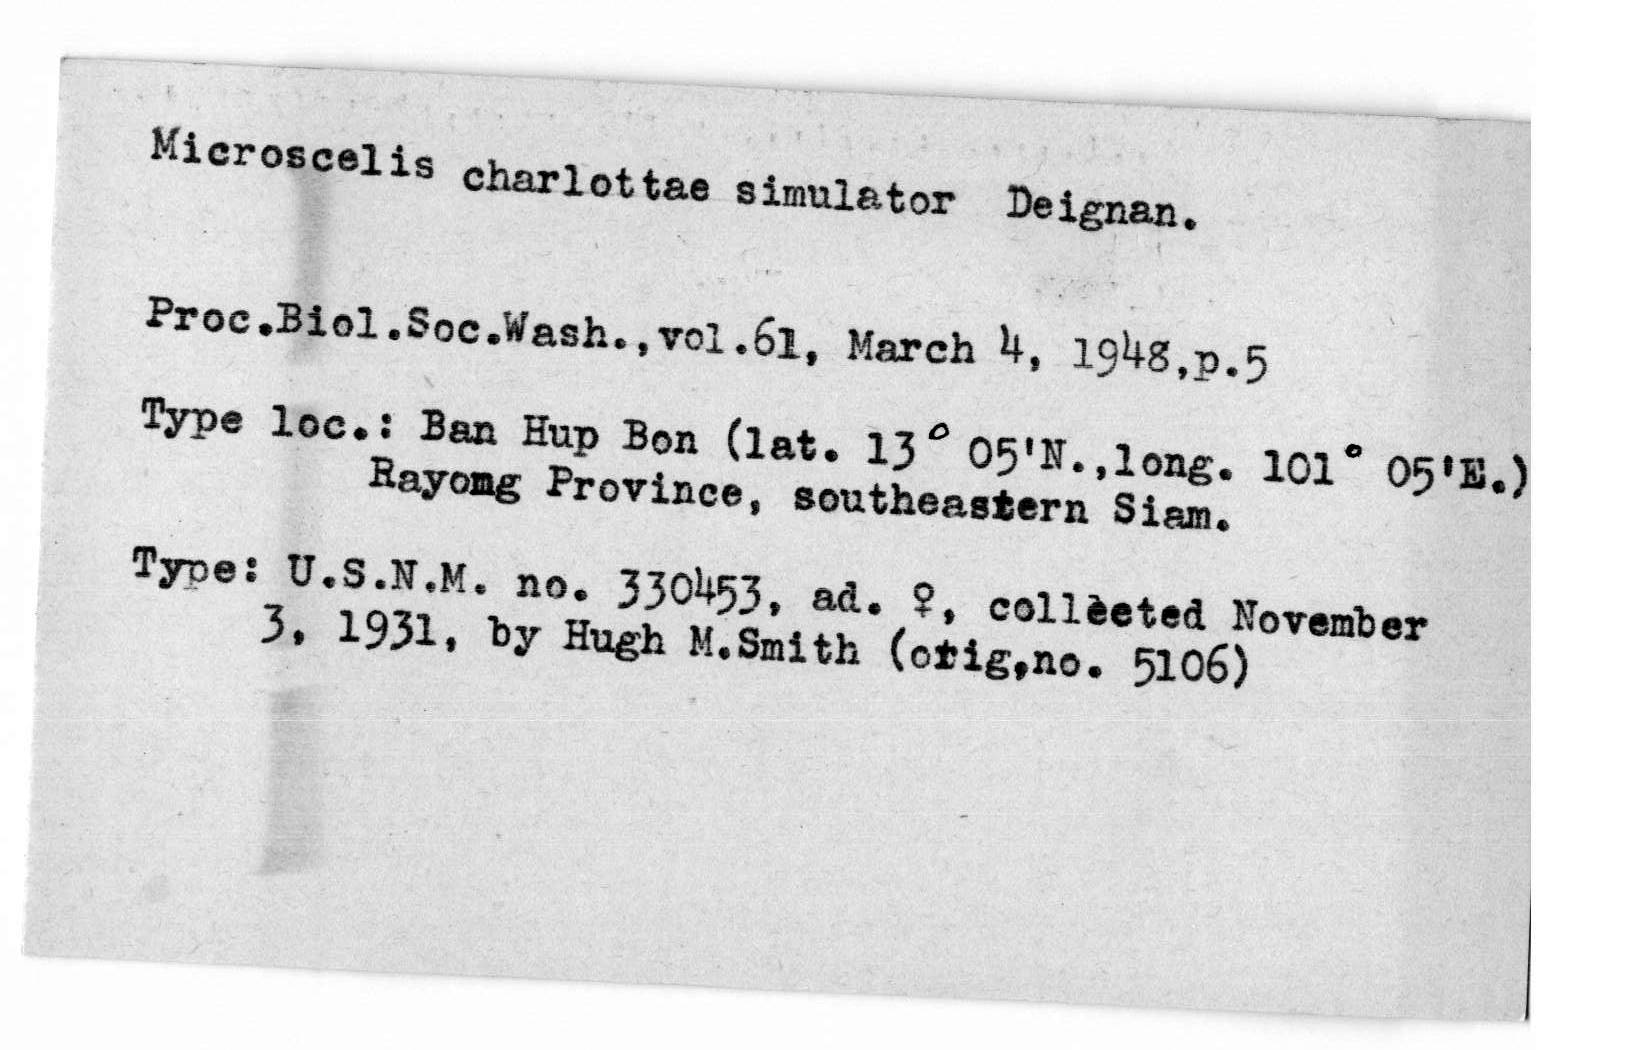 Microscelis charlottae simulator Deignan.
Proc.Biol.Soc.Wash.,vol.61, March 4, 1948,p.5
Type loc.: Ban Hup Bon (lat. 13° 05'N.,long. 101° 05'E.)
Rayong Province, southeastern Siam.
Type: U.S.N.M. no. 330453, ad. ♀, collected November
3, 1931, by Hugh M.Smith (orig,no. 5106)